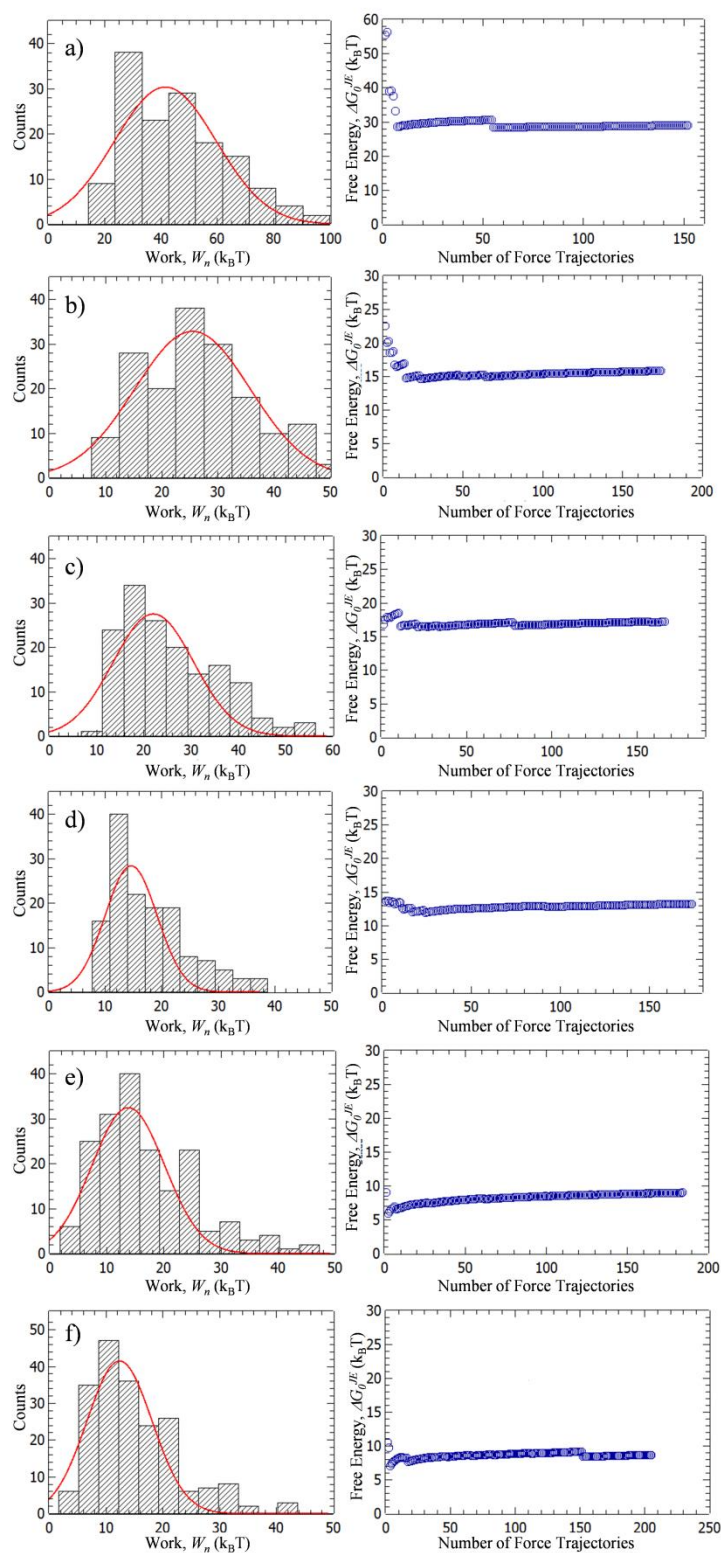 a)
Counts
40
30
20
10
0
0 20 40 60 80 100
Work, Wn (kBT)
Free Energy, ΔG0JE (kBT)
60
50
40
30
20
10
0
0 50 100 150
Number of Force Trajectories
b)
Counts
40
30
20
10
0
0 10 20 30 40 50
Work, Wn (kBT)
Free Energy, ΔG0JE (kBT)
30
25
20
15
10
5
0
0 50 100 150 200
Number of Force Trajectories
c)
Counts
40
30
20
10
0
0 10 20 30 40 50 60
Work, Wn (kBT)
Free Energy, ΔG0JE (kBT)
30
25
20
15
10
5
0
0 50 100 150
Number of Force Trajectories
d)
Counts
40
30
20
10
0
0 10 20 30 40 50
Work, Wn (kBT)
Free Energy, ΔG0JE (kBT)
30
25
20
15
10
5
0
0 50 100 150
Number of Force Trajectories
e)
Counts
40
30
20
10
0
0 10 20 30 40 50
Work, Wn (kBT)
Free Energy, ΔG0JE (kBT)
30
25
20
15
10
5
0
0 50 100 150 200
Number of Force Trajectories
f)
Counts
50
40
30
20
10
0
0 10 20 30 40 50
Work, Wn (kBT)
Free Energy, ΔG0JE (kBT)
30
25
20
15
10
5
0
0 50 100 150 200 250
Number of Force Trajectories